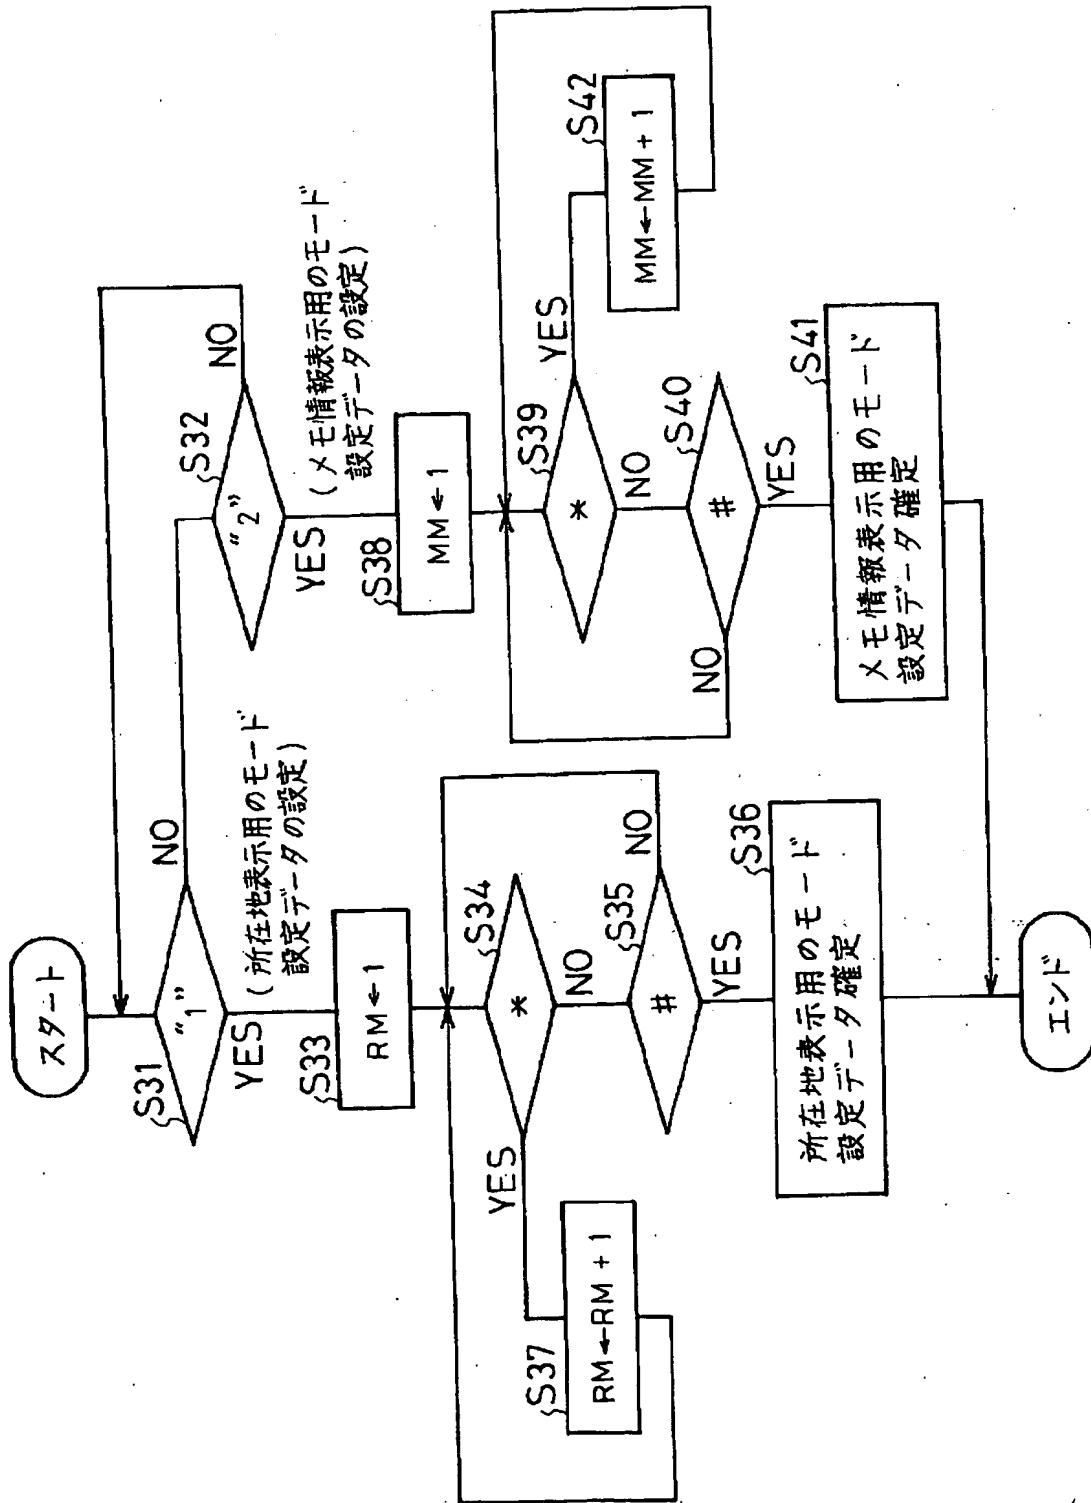 スタート
S31
“1”
NO
YES
(所在地表示用のモード
設定データの設定)
S32
“2”
NO
YES
(メモ情報表示用のモード
設定データの設定)
S33
RM←1
S34
*
YES
NO
S37
RM←RM+1
S35
#
NO
YES
S36
所在地表示用のモード
設定データ確定
S38
MM←1
S39
*
YES
NO
S42
MM←MM+1
S40
#
NO
YES
S41
メモ情報表示用のモード
設定データ確定
エンド